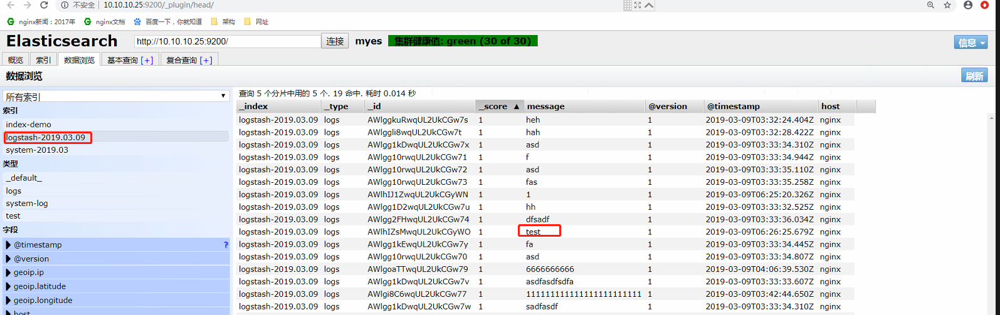 不安全 10.10.10.25:9200/_plugin/head/
nginx新闻：2017年 nginx文档 百度一下，你就知道 架构 网址
Elasticsearch http://10.10.10.25:9200/ 连接 myes 集群健康值: green (30 of 30) 信息
概览 索引 数据浏览 基本查询 [+] 复合查询 [+]
数据浏览 刷新
所有索引
索引
index-demo
logstash-2019.03.09
system-2019.03
类型
_default_
logs
system-log
test
字段
@timestamp ?
@version
geoip.ip
geoip.latitude
geoip.longitude
host
查询 5 个分片中用的 5 个. 19 命中. 耗时 0.014 秒
_index _type _id _score ▲ message @version @timestamp host
logstash-2019.03.09 logs AWlggkuRwqUL2UkCGw7s 1 heh 1 2019-03-09T03:32:24.404Z nginx
logstash-2019.03.09 logs AWlggli8wqUL2UkCGw7t 1 hah 1 2019-03-09T03:32:28.422Z nginx
logstash-2019.03.09 logs AWlgg1kDwqUL2UkCGw7x 1 asd 1 2019-03-09T03:33:34.310Z nginx
logstash-2019.03.09 logs AWlgg10rwqUL2UkCGw71 1 f 1 2019-03-09T03:33:34.944Z nginx
logstash-2019.03.09 logs AWlgg10rwqUL2UkCGw72 1 asd 1 2019-03-09T03:33:35.110Z nginx
logstash-2019.03.09 logs AWlgg10rwqUL2UkCGw73 1 fas 1 2019-03-09T03:33:35.258Z nginx
logstash-2019.03.09 logs AWlhIJ1ZwqUL2UkCGyWN 1 1 1 2019-03-09T06:25:20.326Z nginx
logstash-2019.03.09 logs AWlgg1D2wqUL2UkCGw7u 1 hh 1 2019-03-09T03:33:32.525Z nginx
logstash-2019.03.09 logs AWlgg2FHwqUL2UkCGw74 1 dfsadf 1 2019-03-09T03:33:36.034Z nginx
logstash-2019.03.09 logs AWlhIZsMwqUL2UkCGyWO 1 test 1 2019-03-09T06:26:25.679Z nginx
logstash-2019.03.09 logs AWlgg1kEwqUL2UkCGw7y 1 fa 1 2019-03-09T03:33:34.445Z nginx
logstash-2019.03.09 logs AWlgg10rwqUL2UkCGw70 1 asd 1 2019-03-09T03:33:34.807Z nginx
logstash-2019.03.09 logs AWlgoaTTwqUL2UkCGw79 1 6666666666 1 2019-03-09T04:06:39.530Z nginx
logstash-2019.03.09 logs AWlgg1kDwqUL2UkCGw7v 1 asdfasdfsdfa 1 2019-03-09T03:33:33.607Z nginx
logstash-2019.03.09 logs AWlgi8C6wqUL2UkCGw77 1 111111111111111111111111 1 2019-03-09T03:42:44.650Z nginx
logstash-2019.03.09 logs AWlgg1kDwqUL2UkCGw7w 1 sadfasdf 1 2019-03-09T03:33:34.310Z nginx